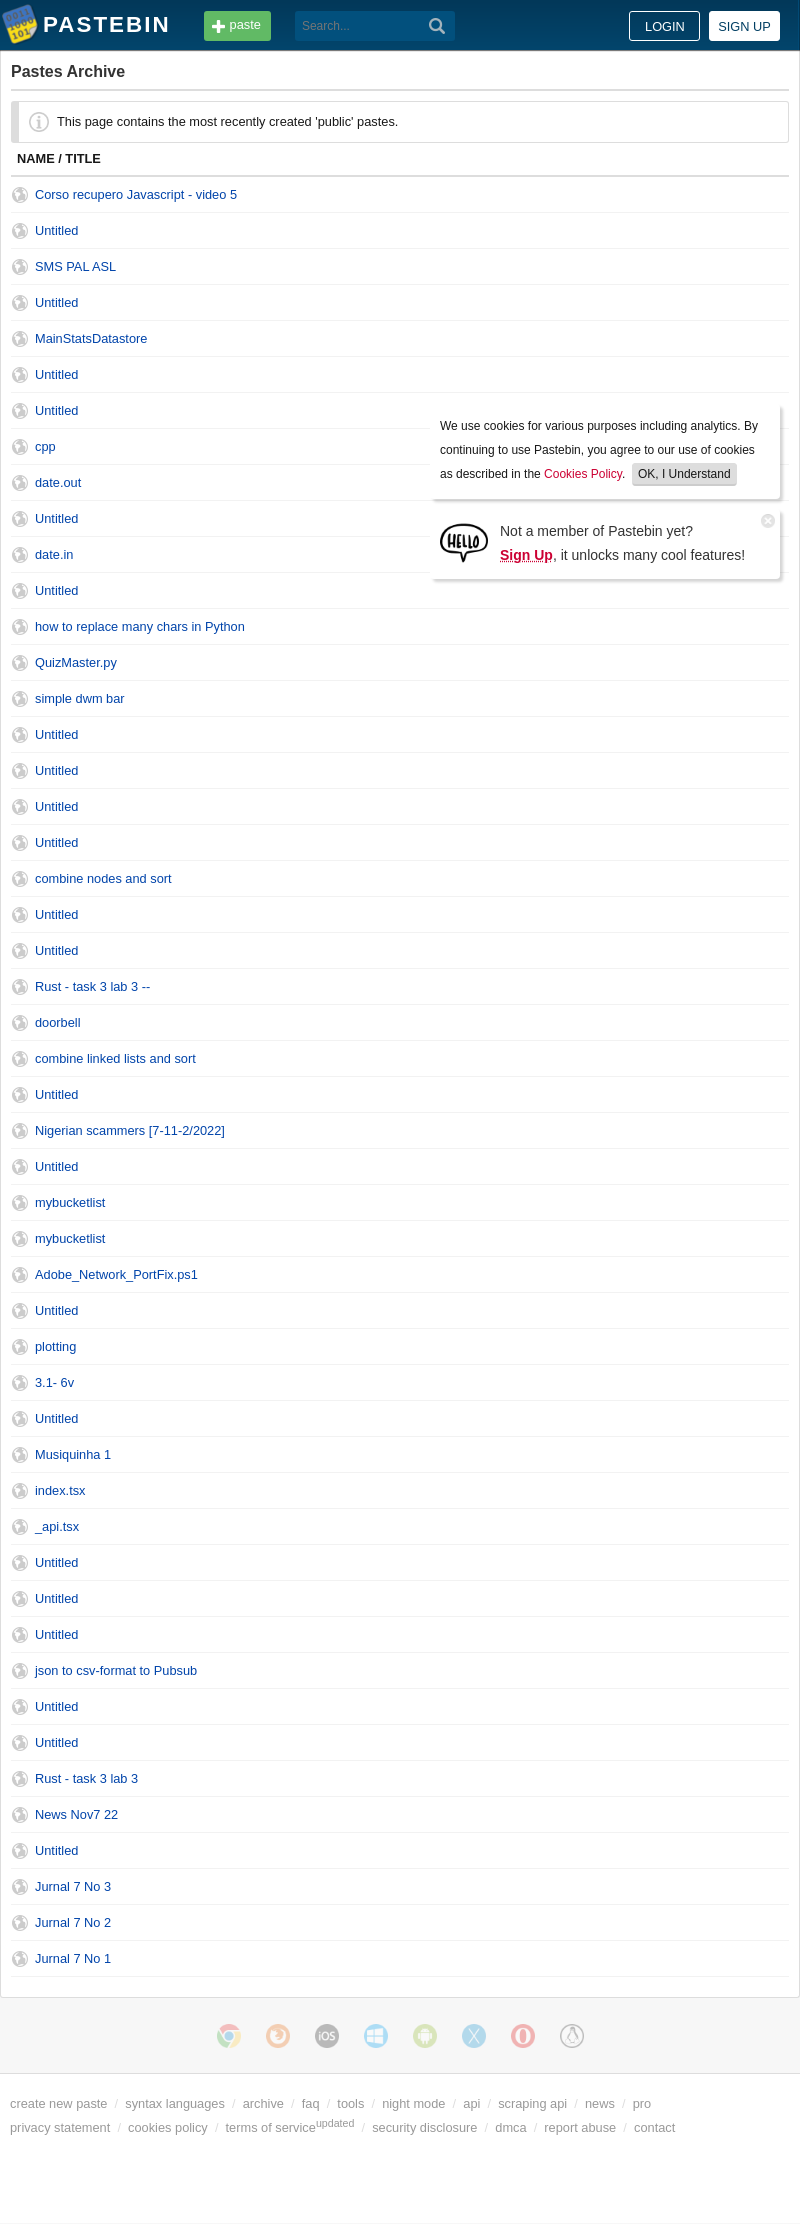 PASTEBIN
paste
Search...
LOGIN
SIGN UP
Pastes Archive
This page contains the most recently created 'public' pastes.
NAME / TITLE
Corso recupero Javascript - video 5
Untitled
SMS PAL ASL
Untitled
MainStatsDatastore
Untitled
Untitled
We use cookies for various purposes including analytics. By
continuing to use Pastebin, you agree to our use of cookies
as described in the Cookies Policy. OK, I Understand
cpp
date.out
Untitled
HELLO
Not a member of Pastebin yet?
Sign Up, it unlocks many cool features!
date.in
Untitled
how to replace many chars in Python
QuizMaster.py
simple dwm bar
Untitled
Untitled
Untitled
Untitled
combine nodes and sort
Untitled
Untitled
Rust - task 3 lab 3 --
doorbell
combine linked lists and sort
Untitled
Nigerian scammers [7-11-2/2022]
Untitled
mybucketlist
mybucketlist
Adobe_Network_PortFix.ps1
Untitled
plotting
3.1- 6v
Untitled
Musiquinha 1
index.tsx
_api.tsx
Untitled
Untitled
Untitled
json to csv-format to Pubsub
Untitled
Untitled
Rust - task 3 lab 3
News Nov7 22
Untitled
Jurnal 7 No 3
Jurnal 7 No 2
Jurnal 7 No 1
iOS
create new paste / syntax languages / archive / faq / tools / night mode / api / scraping api / news / pro
privacy statement / cookies policy / terms of service updated / security disclosure / dmca / report abuse / contact